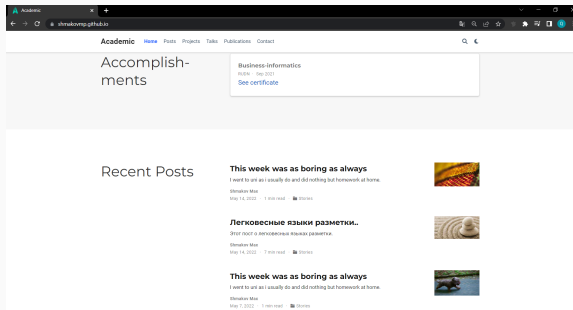 Academic
shmakovmp.github.io
Academic Home Posts Projects Talks Publications Contact
Accomplish-
ments
Business-informatics
RUDN · Sep 2021
See certificate
Recent Posts
This week was as boring as always
I went to uni as i usually do and did nothing but homework at home.
Shmakov Max
May 14, 2022 · 1 min read · Stories
Легковесные языки разметки..
Этот пост о легковесных языках разметки.
Shmakov Max
May 14, 2022 · 7 min read · Stories
This week was as boring as always
I went to uni as i usually do and did nothing but homework at home.
Shmakov Max
May 7, 2022 · 1 min read · Stories